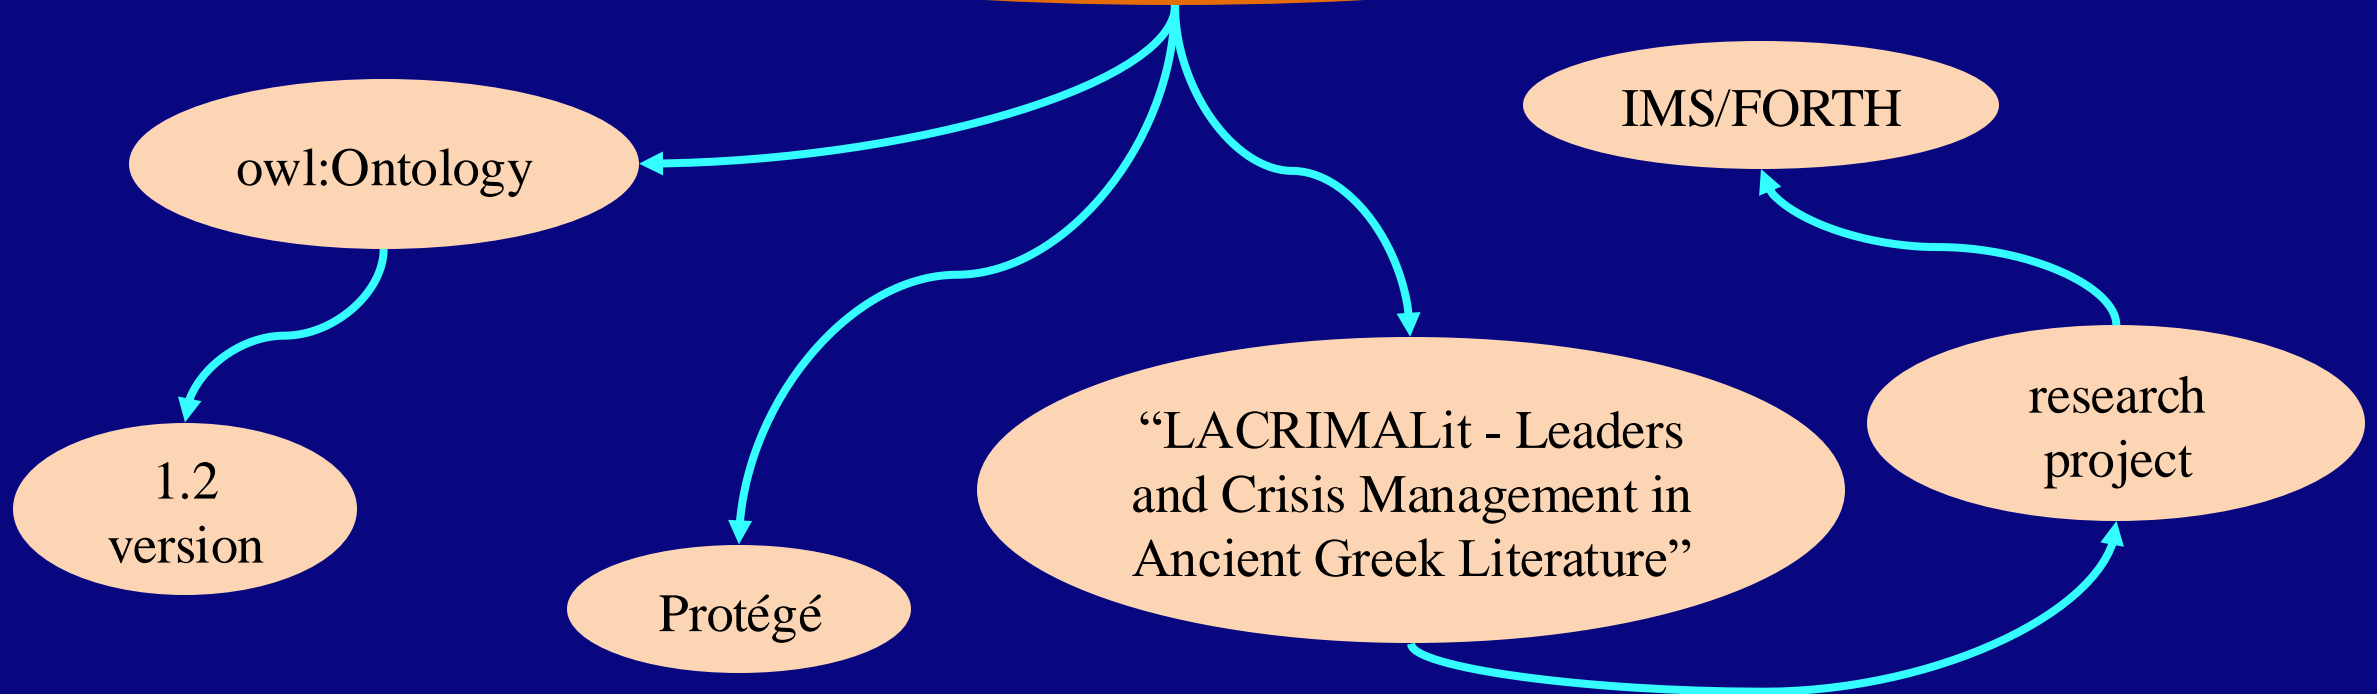 IMS/FORTH
owl:Ontology
research
project
“LACRIMALit - Leaders
and Crisis Management in
Ancient Greek Literature”
1.2
version
Protégé